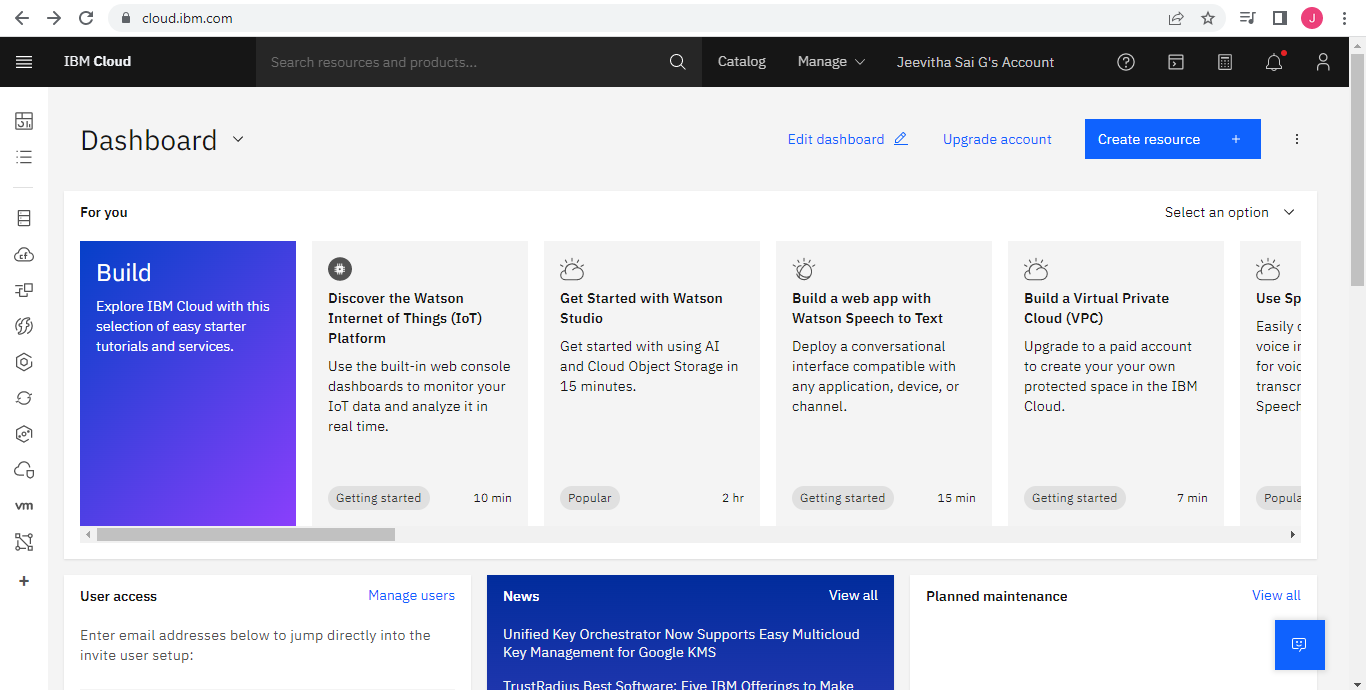 cloud.ibm.com
J
IBM Cloud
Search resources and products...
Catalog
Manage
Jeevitha Sai G's Account
Dashboard
Edit dashboard
Upgrade account
Create resource +
For you
Select an option
Build
Explore IBM Cloud with this
selection of easy starter
tutorials and services.
Discover the Watson
Internet of Things (IoT)
Platform
Use the built-in web console
dashboards to monitor your
IoT data and analyze it in
real time.
Getting started
10 min
Get Started with Watson
Studio
Get started with using AI
and Cloud Object Storage in
15 minutes.
Popular
2 hr
Build a web app with
Watson Speech to Text
Deploy a conversational
interface compatible with
any application, device, or
channel.
Getting started
15 min
Build a Virtual Private
Cloud (VPC)
Upgrade to a paid account
to create your your own
protected space in the IBM
Cloud.
Getting started
7 min
Use Sp
Easily
voice in
for voic
transcr
Speech
Popula
cf
vm
User access
Manage users
Enter email addresses below to jump directly into the
invite user setup:
News
View all
Unified Key Orchestrator Now Supports Easy Multicloud
Key Management for Google KMS
TrustRadius Best Software: Five IBM Offerings to Make
Planned maintenance
View all